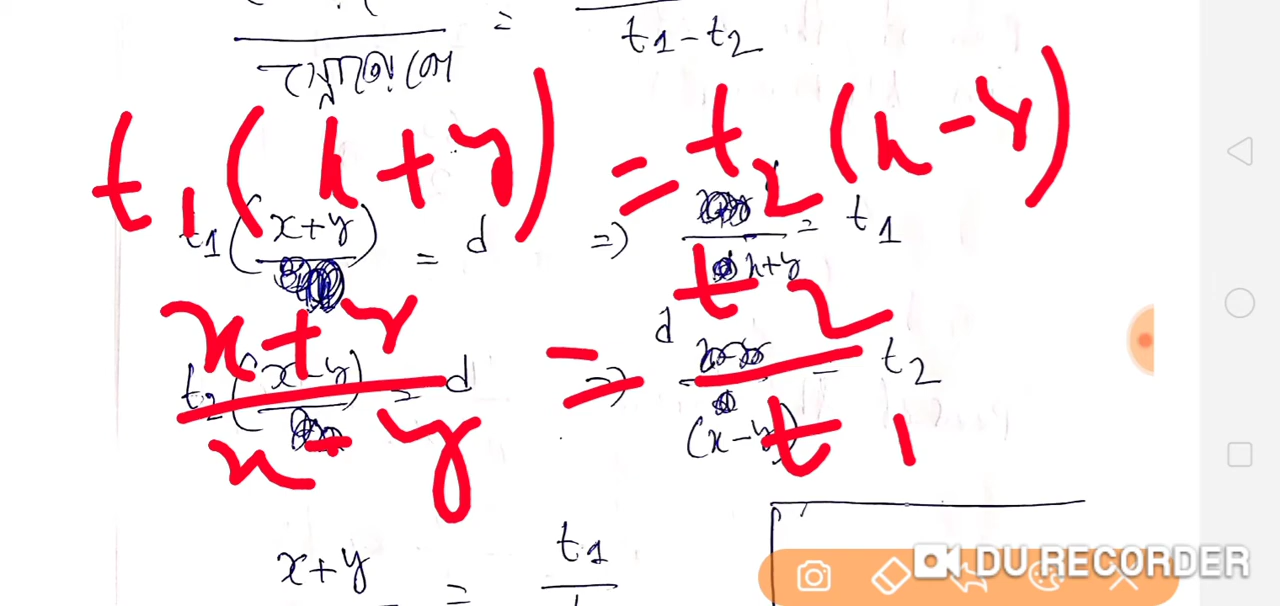 = t1-t2
t1(x+y) = t2(x-y)
t1(x+y) = d => d/x+y = t1
x+y/x-y = t2/t1
t2(x-y) = d => d/(x-y) = t2
x+y = t1
DU RECORDER